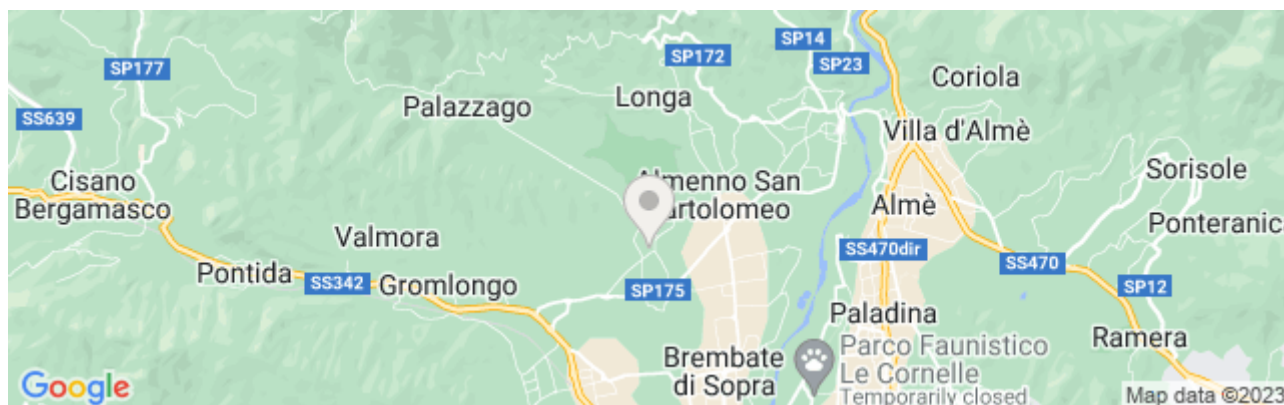 SP14
SP177
SP172
SP23
Coriola
Longa
Palazzago
SS639
Villa d'Almè
Cisano
Bergamasco
Almenno San
artolomeo
Sorisole
Almè
Ponteranic
Valmora
SS470dir
SS470
Pontida
SS342
Gromlongo
SP175
SP12
Paladina
Ramera
Brembate
di Sopra
Parco Faunistico
Le Cornelle
Temporarily closed
Google
Map data ©2023